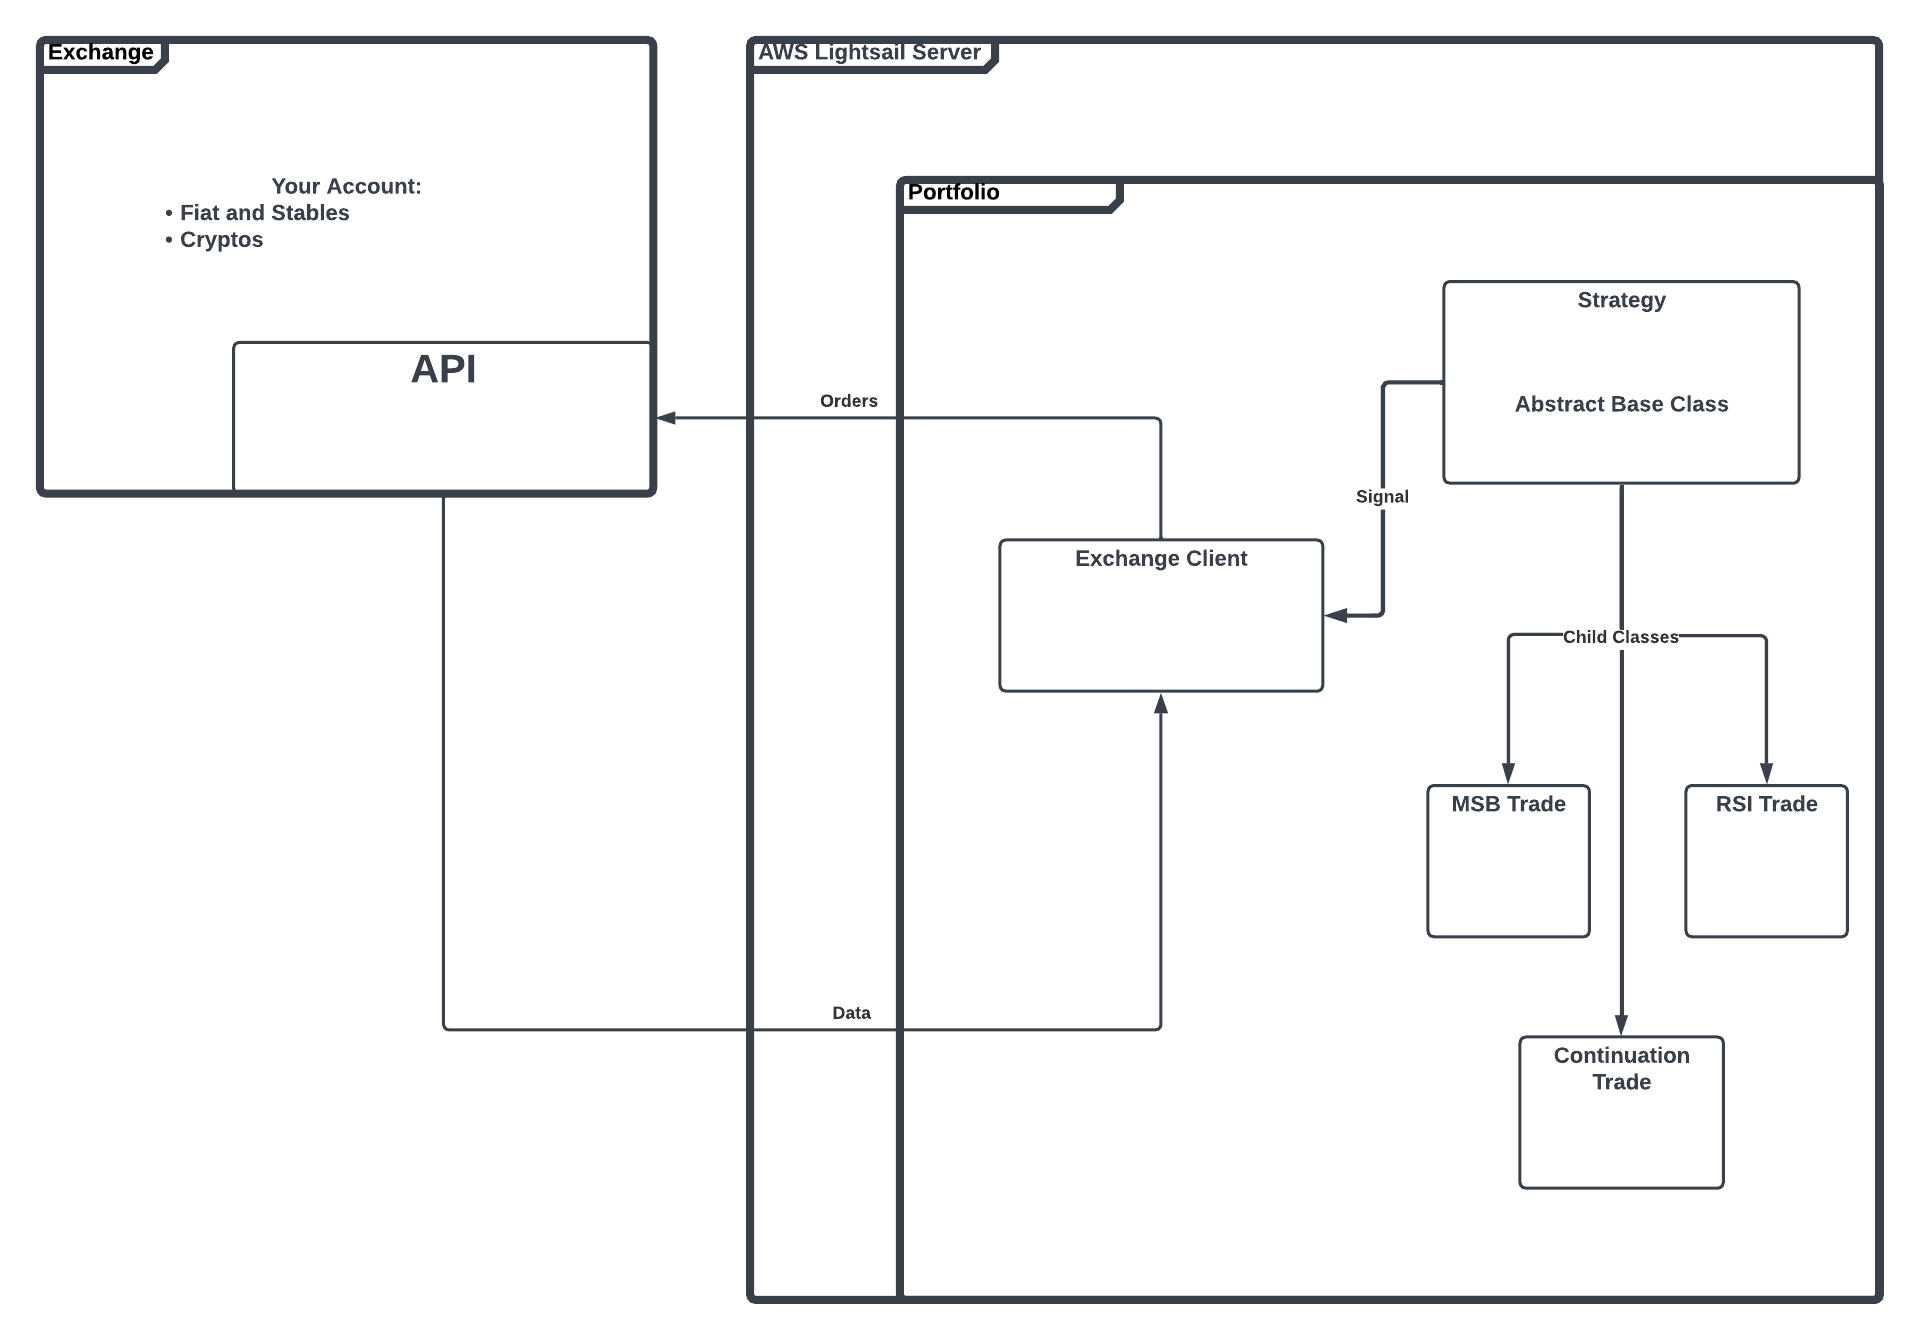 Exchange
Your Account:
• Fiat and Stables
• Cryptos
API
AWS Lightsail Server
Portfolio
Strategy
Abstract Base Class
Orders
Signal
Exchange Client
Child Classes
MSB Trade
RSI Trade
Data
Continuation
Trade